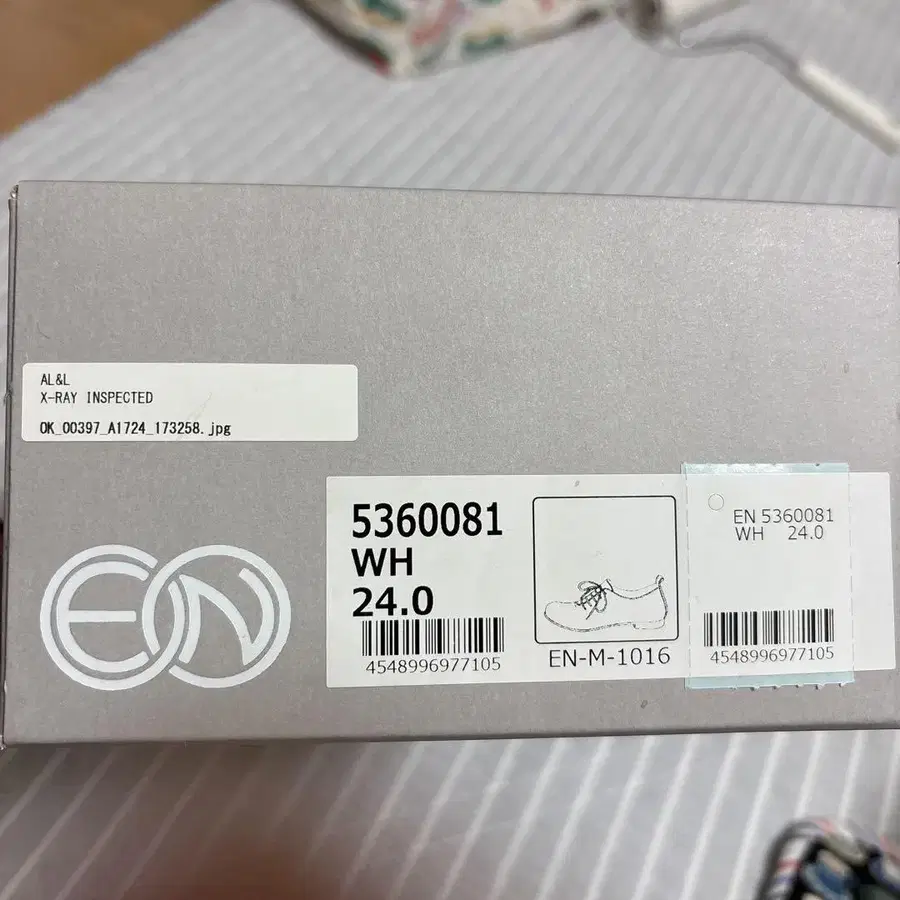 AL&L
X-RAY INSPECTED
OK_00397_A1724_173258.jpg
EN
5360081
WH
24.0
4548996977105
EN-M-1016
EN 5360081
WH 24.0
4548996977105